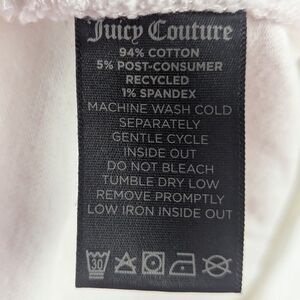 Juicy Couture
94% COTTON
5% POST-CONSUMER
RECYCLED
1% SPANDEX
MACHINE WASH COLD
SEPARATELY
GENTLE CYCLE
INSIDE OUT
DO NOT BLEACH
TUMBLE DRY LOW
REMOVE PROMPTLY
LOW IRON INSIDE OUT
30